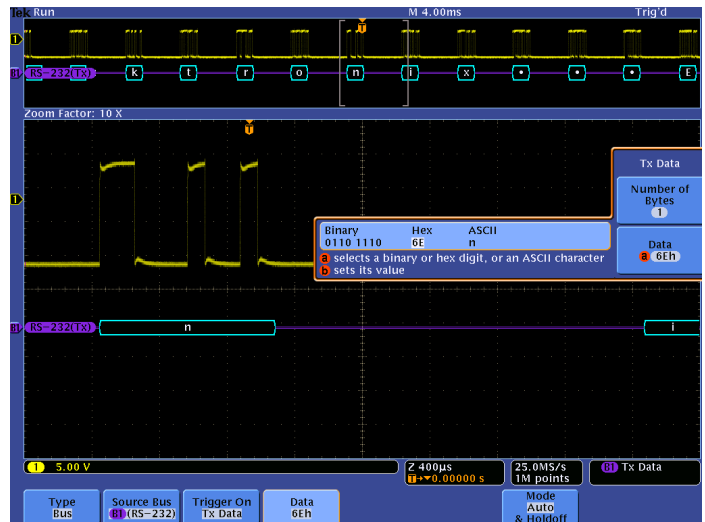 Tek Run M 4.00ms Trig'd
T
1
B1 RS-232(Tx) k t r o n i x • • • E
Zoom Factor: 10 X
T
Tx Data
Number of
Bytes
1
1
Binary Hex ASCII
0110 1110 6E n
Data
a 6Eh
a selects a binary or hex digit, or an ASCII character
b sets its value
B1 RS-232(Tx) n i
1 5.00 V
Z 400µs
T→▼0.00000 s
25.0MS/s
1M points
B1 Tx Data
Type
Bus
Source Bus
B1 (RS-232)
Trigger On
Tx Data
Data
6Eh
Mode
Auto
& Holdoff